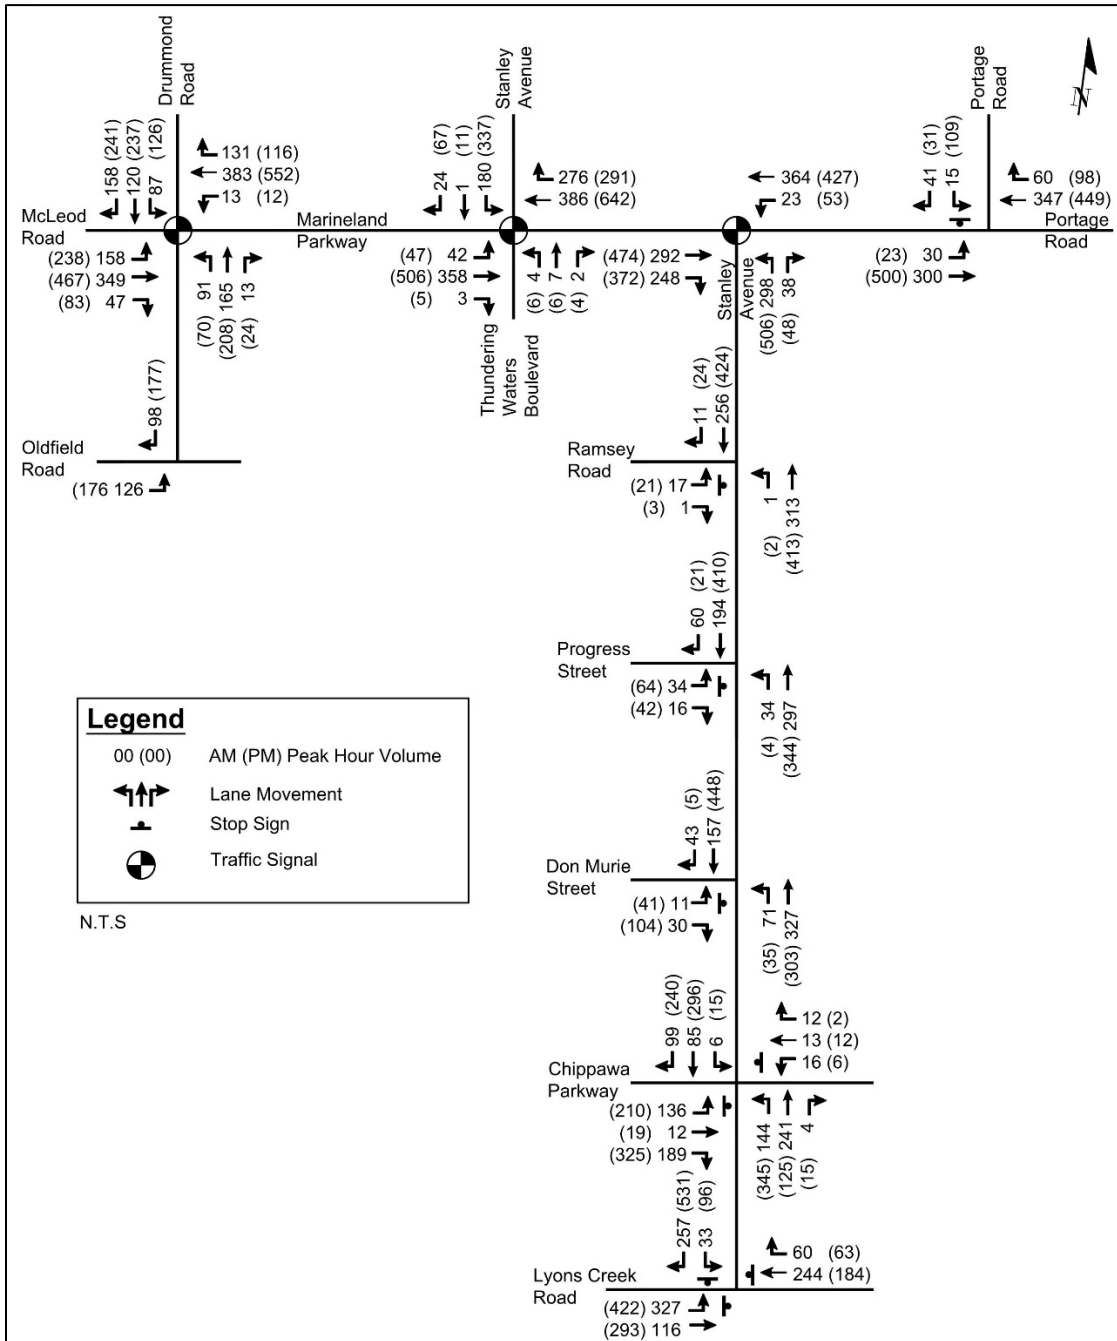 Drummond
Road
Stanley
Avenue
Portage
Road
N
158 (241)
120 (237)
87 (126)
131 (116)
383 (552)
13 (12)
24 (67)
1 (11)
180 (337)
276 (291)
386 (642)
364 (427)
23 (53)
41 (31)
15 (109)
60 (98)
347 (449)
McLeod
Road
Marineland
Parkway
Portage
Road
(238) 158
(467) 349
(83) 47
(70) 91
(208) 165
(24) 13
(47) 42
(506) 358
(5) 3
(6) 4
(6) 7
(4) 2
(474) 292
(372) 248
Stanley
Avenue
(506) 298
(48) 38
(23) 30
(500) 300
Thundering
Waters
Boulevard
98 (177)
Oldfield
Road
(176 126
11 (24)
256 (424)
Ramsey
Road
(21) 17
(3) 1
(2) 1
(413) 313
60 (21)
194 (410)
Progress
Street
(64) 34
(42) 16
(4) 34
(344) 297
Legend
00 (00) AM (PM) Peak Hour Volume
Lane Movement
Stop Sign
Traffic Signal
N.T.S
43 (5)
157 (448)
Don Murie
Street
(41) 11
(104) 30
(35) 71
(303) 327
99 (240)
85 (296)
6 (15)
12 (2)
13 (12)
16 (6)
Chippawa
Parkway
(210) 136
(19) 12
(325) 189
(345) 144
(125) 241
(15) 4
257 (531)
33 (96)
60 (63)
244 (184)
Lyons Creek
Road
(422) 327
(293) 116